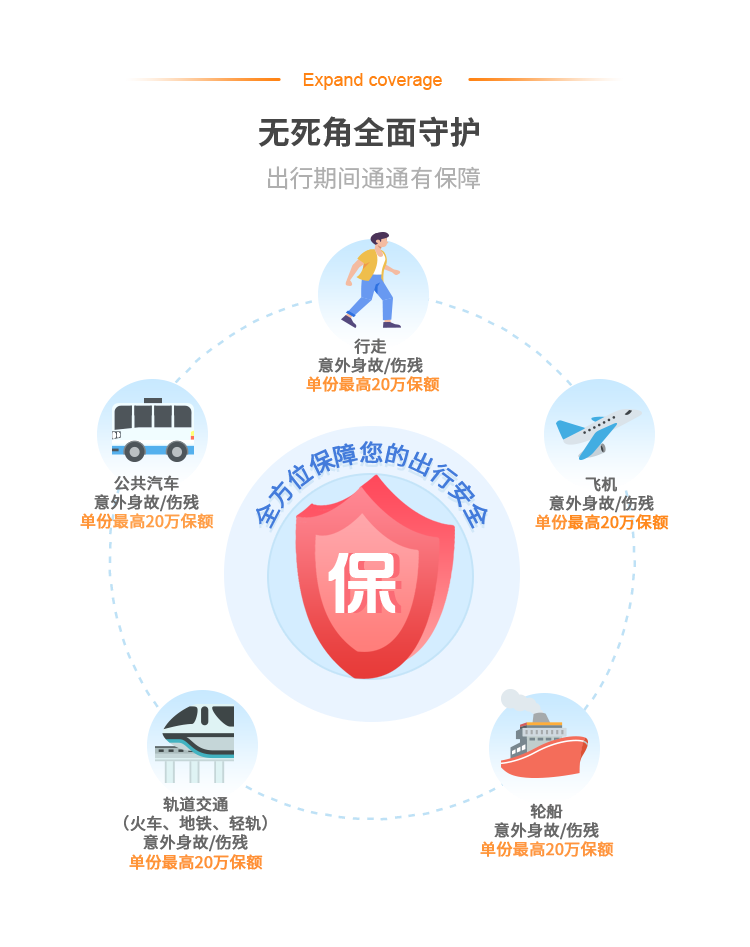 Expand coverage
无死角全面守护
出行期间通通有保障
行走
意外身故/伤残
单份最高20万保额
公共汽车
意外身故/伤残
单份最高20万保额
飞机
意外身故/伤残
单份最高20万保额
全方位保障您的出行安全
保
轨道交通
（火车、地铁、轻轨）
意外身故/伤残
单份最高20万保额
轮船
意外身故/伤残
单份最高20万保额